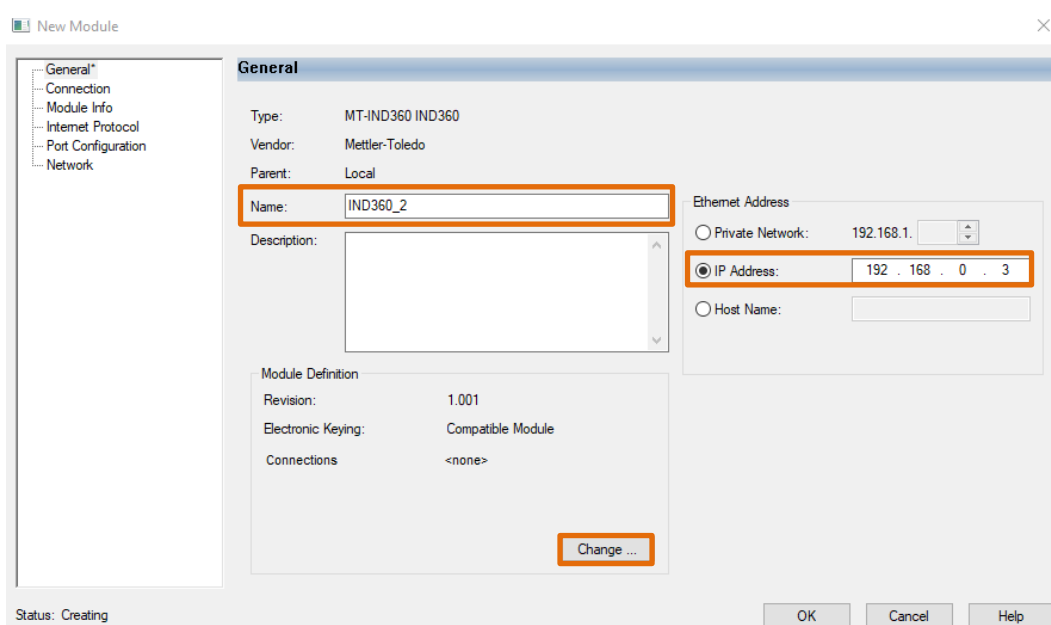 New Module
General*
Connection
Module Info
Internet Protocol
Port Configuration
Network
General
Type: MT-IND360 IND360
Vendor: Mettler-Toledo
Parent: Local
Name: IND360_2
Description:
Ethernet Address
Private Network: 192.168.1.
IP Address: 192 . 168 . 0 . 3
Host Name:
Module Definition
Revision: 1.001
Electronic Keying: Compatible Module
Connections <none>
Change ...
Status: Creating
OK Cancel Help